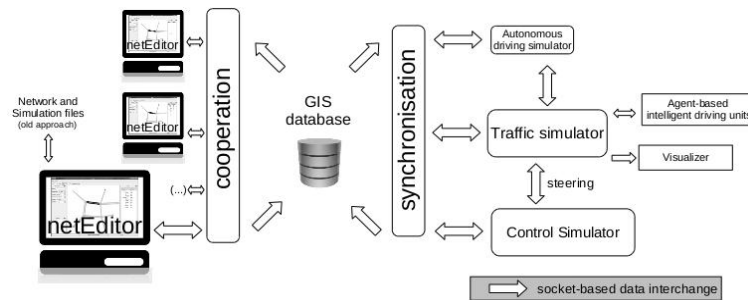 netEditor
Network and
Simulation files
(old approach)
netEditor
(...)
netEditor
cooperation
GIS
database
synchronisation
Autonomous
driving simulator
Traffic simulator
Agent-based
intelligent driving units
Visualizer
steering
Control Simulator
socket-based data interchange